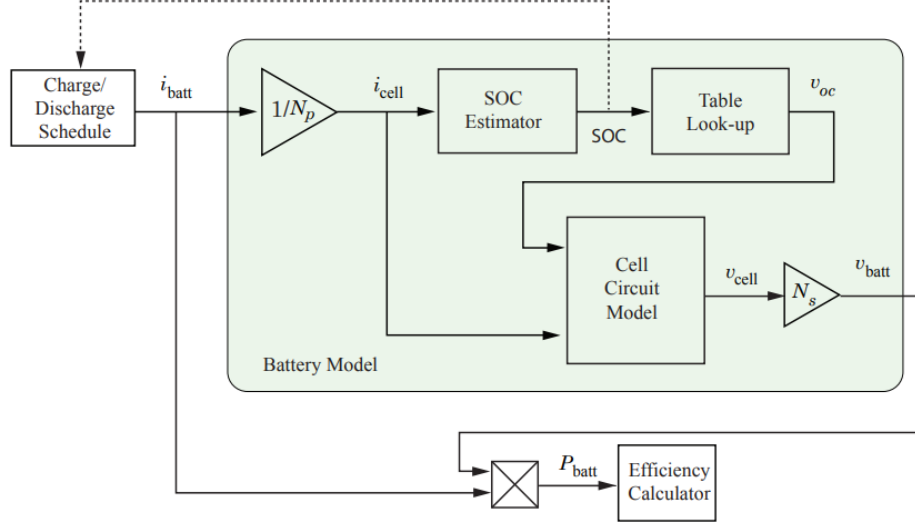 Charge/
Discharge
Schedule
i_batt
1/N_p
i_cell
SOC
Estimator
SOC
Table
Look-up
v_oc
Cell
Circuit
Model
v_cell
N_s
v_batt
Battery Model
P_batt
Efficiency
Calculator